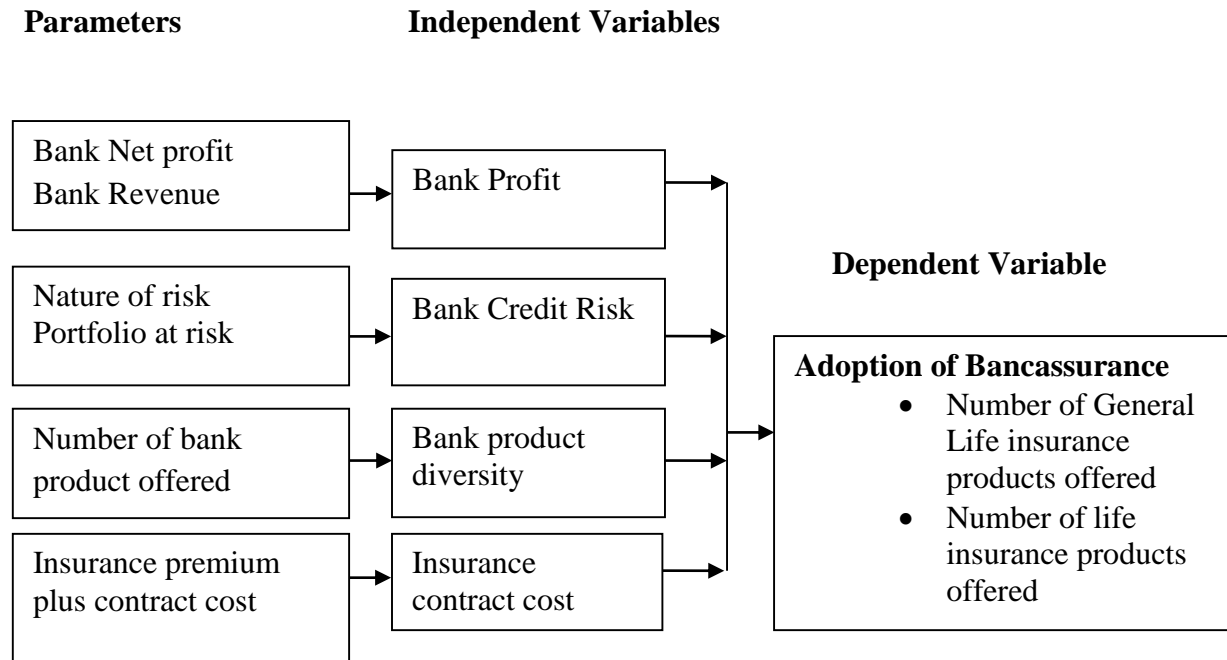 Parameters
Independent Variables
Bank Net profit
Bank Revenue
Bank Profit
Nature of risk
Portfolio at risk
Bank Credit Risk
Number of bank
product offered
Bank product
diversity
Insurance premium
plus contract cost
Insurance
contract cost
Dependent Variable
Adoption of Bancassurance
• Number of General
Life insurance
products offered
• Number of life
insurance products
offered